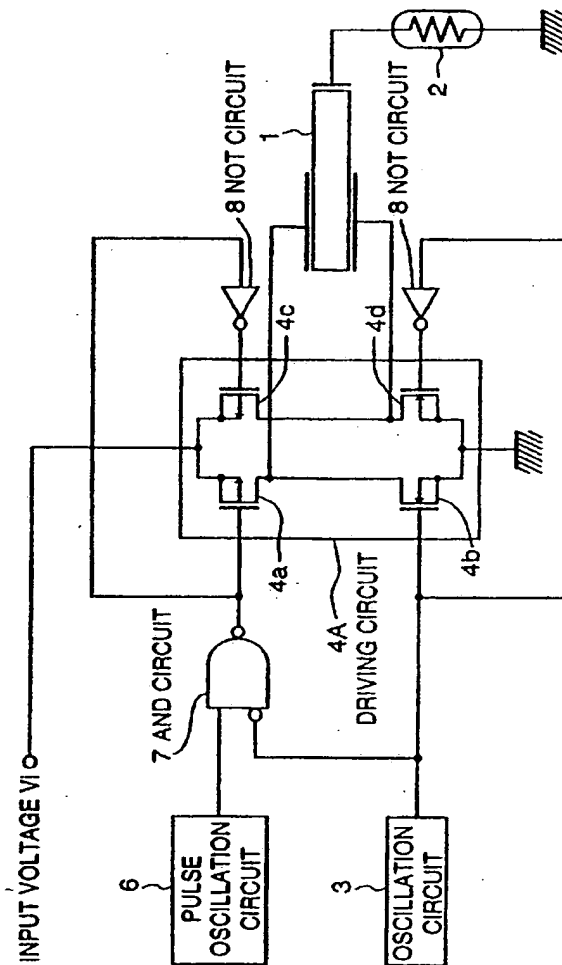 INPUT VOLTAGE Vi
6
PULSE
OSCILLATION
CIRCUIT
7 AND CIRCUIT
3
OSCILLATION
CIRCUIT
4A
DRIVING CIRCUIT
4a
4b
4c
4d
8 NOT CIRCUIT
8 NOT CIRCUIT
1
2